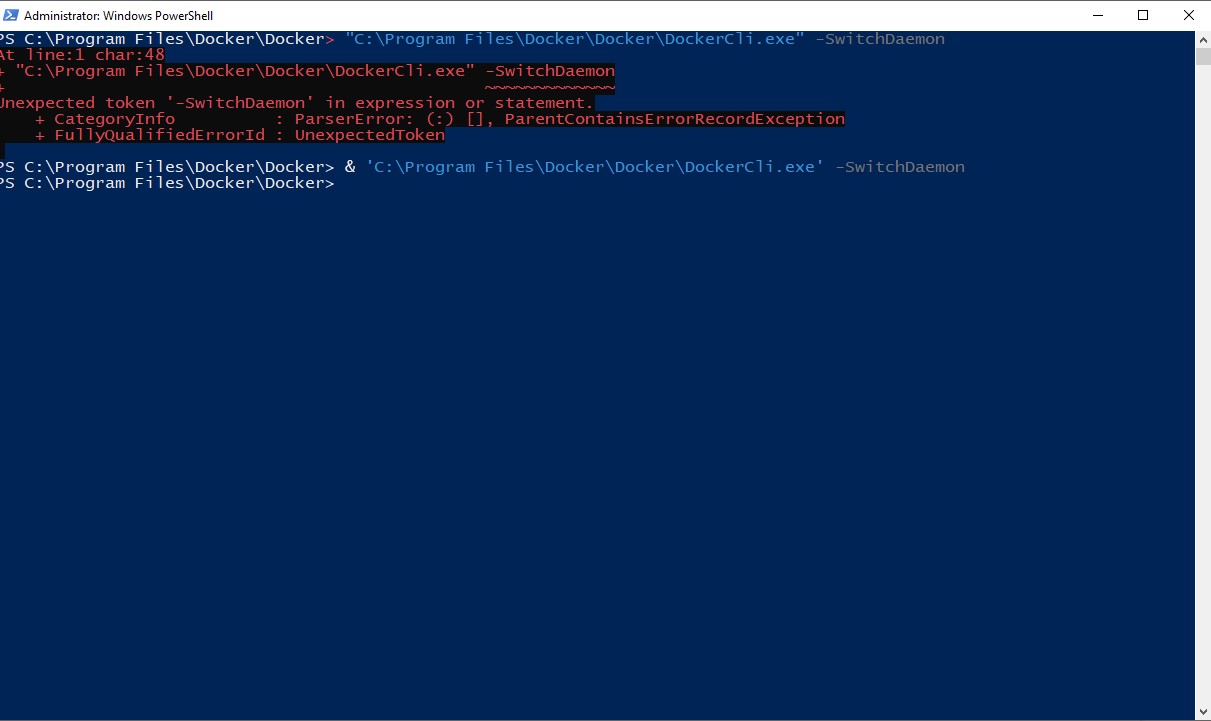 Administrator: Windows PowerShell
PS C:\Program Files\Docker\Docker> "C:\Program Files\Docker\Docker\DockerCli.exe" -SwitchDaemon
At line:1 char:48
+ "C:\Program Files\Docker\Docker\DockerCli.exe" -SwitchDaemon
+                                                ~~~~~~~~~~~~~
Unexpected token '-SwitchDaemon' in expression or statement.
    + CategoryInfo          : ParserError: (:) [], ParentContainsErrorRecordException
    + FullyQualifiedErrorId : UnexpectedToken
PS C:\Program Files\Docker\Docker> & 'C:\Program Files\Docker\Docker\DockerCli.exe' -SwitchDaemon
PS C:\Program Files\Docker\Docker>